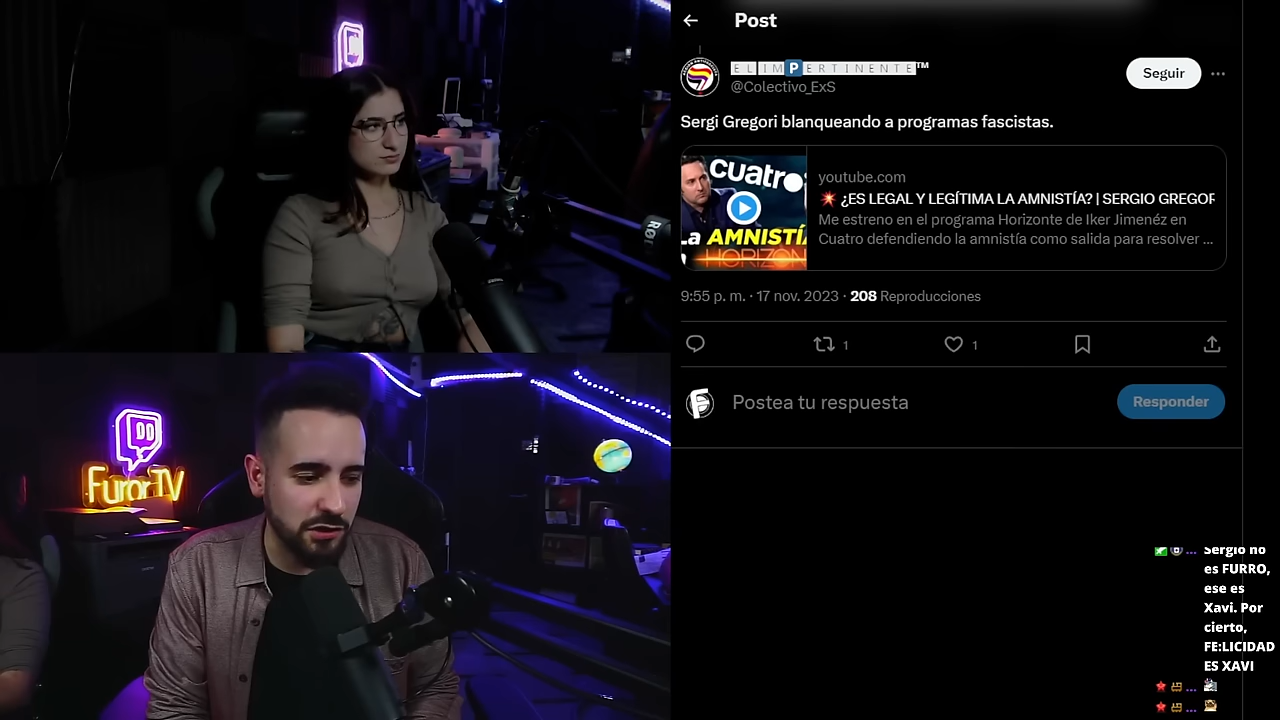 Post
EL IMPERTINENTE™
@Colectivo_ExS
Seguir
Sergi Gregori blanqueando a programas fascistas.
cuatro
La AMNISTÍA
HORIZON
youtube.com
💥 ¿ES LEGAL Y LEGÍTIMA LA AMNISTÍA? | SERGIO GREGOR
Me estreno en el programa Horizonte de Iker Jimenéz en
Cuatro defendiendo la amnistía como salida para resolver ...
9:55 p. m. · 17 nov. 2023 · 208 Reproducciones
1
1
Postea tu respuesta
Responder
FurorTV
Sergio no
es FURRO,
ese es
Xavi. Por
cierto,
FE:LICIDAD
ES XAVI